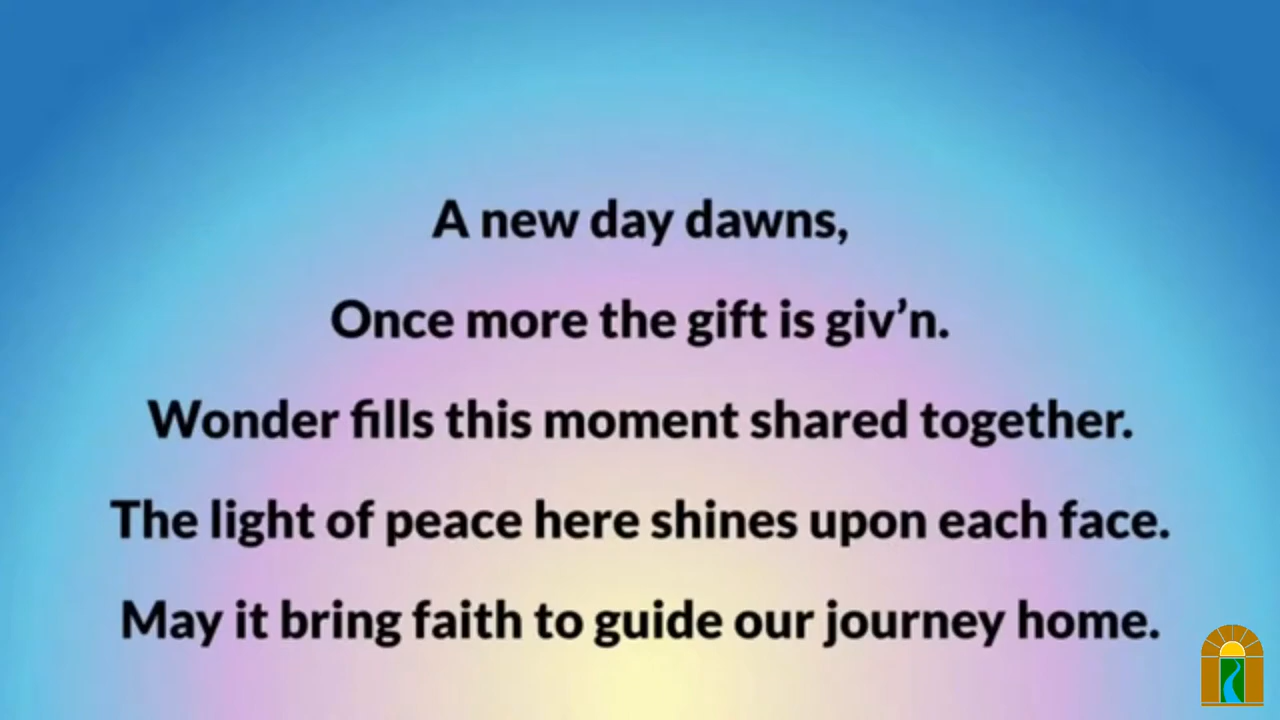 A new day dawns,
Once more the gift is giv’n.
Wonder fills this moment shared together.
The light of peace here shines upon each face.
May it bring faith to guide our journey home.